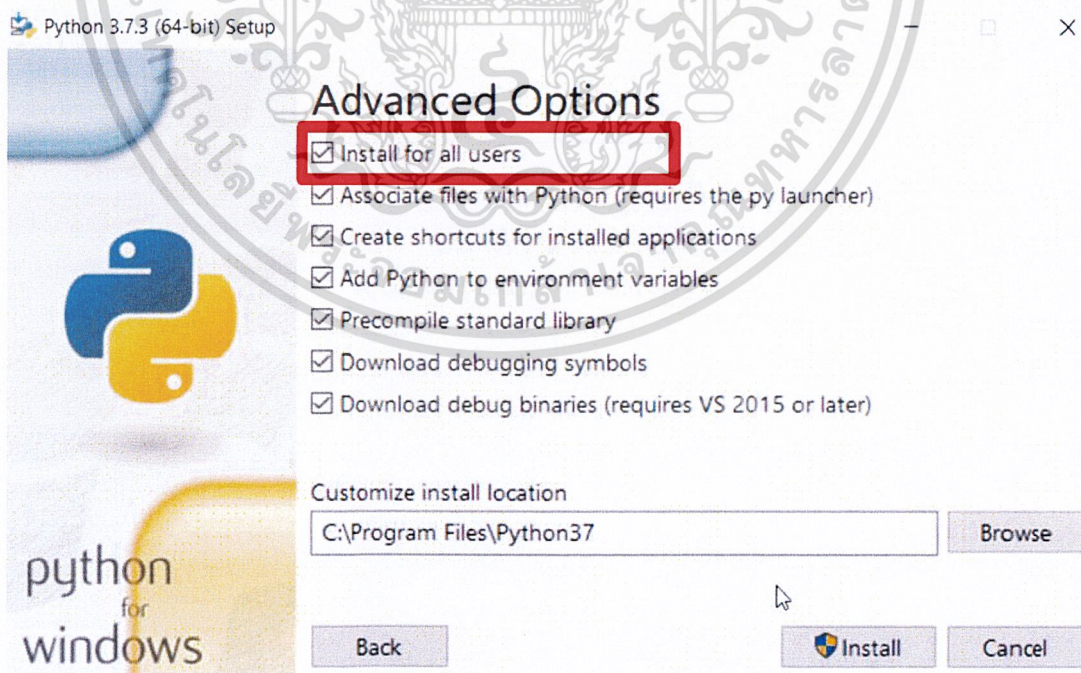 Python 3.7.3 (64-bit) Setup
Advanced Options
Install for all users
Associate files with Python (requires the py launcher)
Create shortcuts for installed applications
Add Python to environment variables
Precompile standard library
Download debugging symbols
Download debug binaries (requires VS 2015 or later)
Customize install location
C:\Program Files\Python37
Browse
python
for
windows
Back
Install
Cancel